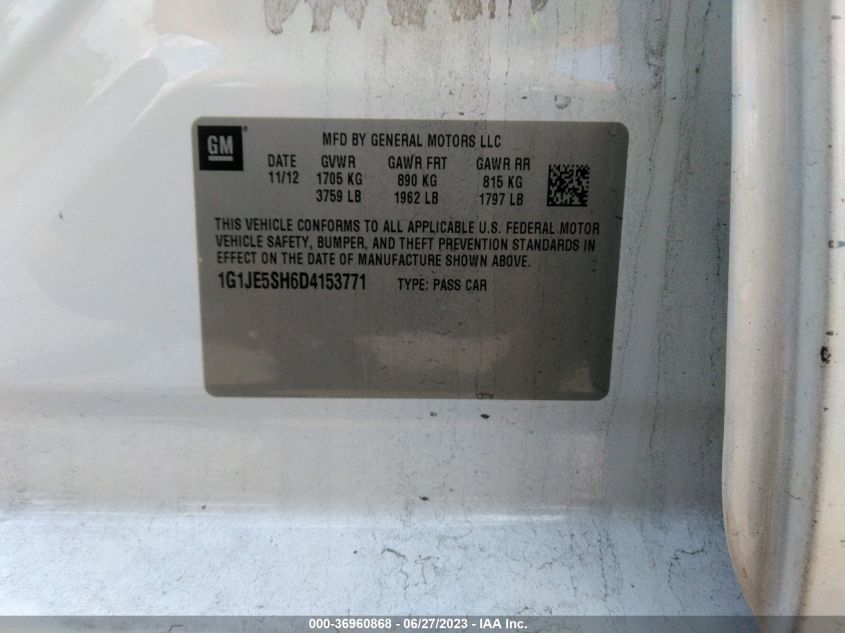 GM ®
MFD BY GENERAL MOTORS LLC
DATE GVWR GAWR FRT GAWR RR
11/12 1705 KG 890 KG 815 KG
3759 LB 1962 LB 1797 LB
THIS VEHICLE CONFORMS TO ALL APPLICABLE U.S. FEDERAL MOTOR
VEHICLE SAFETY, BUMPER, AND THEFT PREVENTION STANDARDS IN
EFFECT ON THE DATE OF MANUFACTURE SHOWN ABOVE.
1G1JE5SH6D4153771 TYPE: PASS CAR
000-36960868 - 06/27/2023 - IAA Inc.